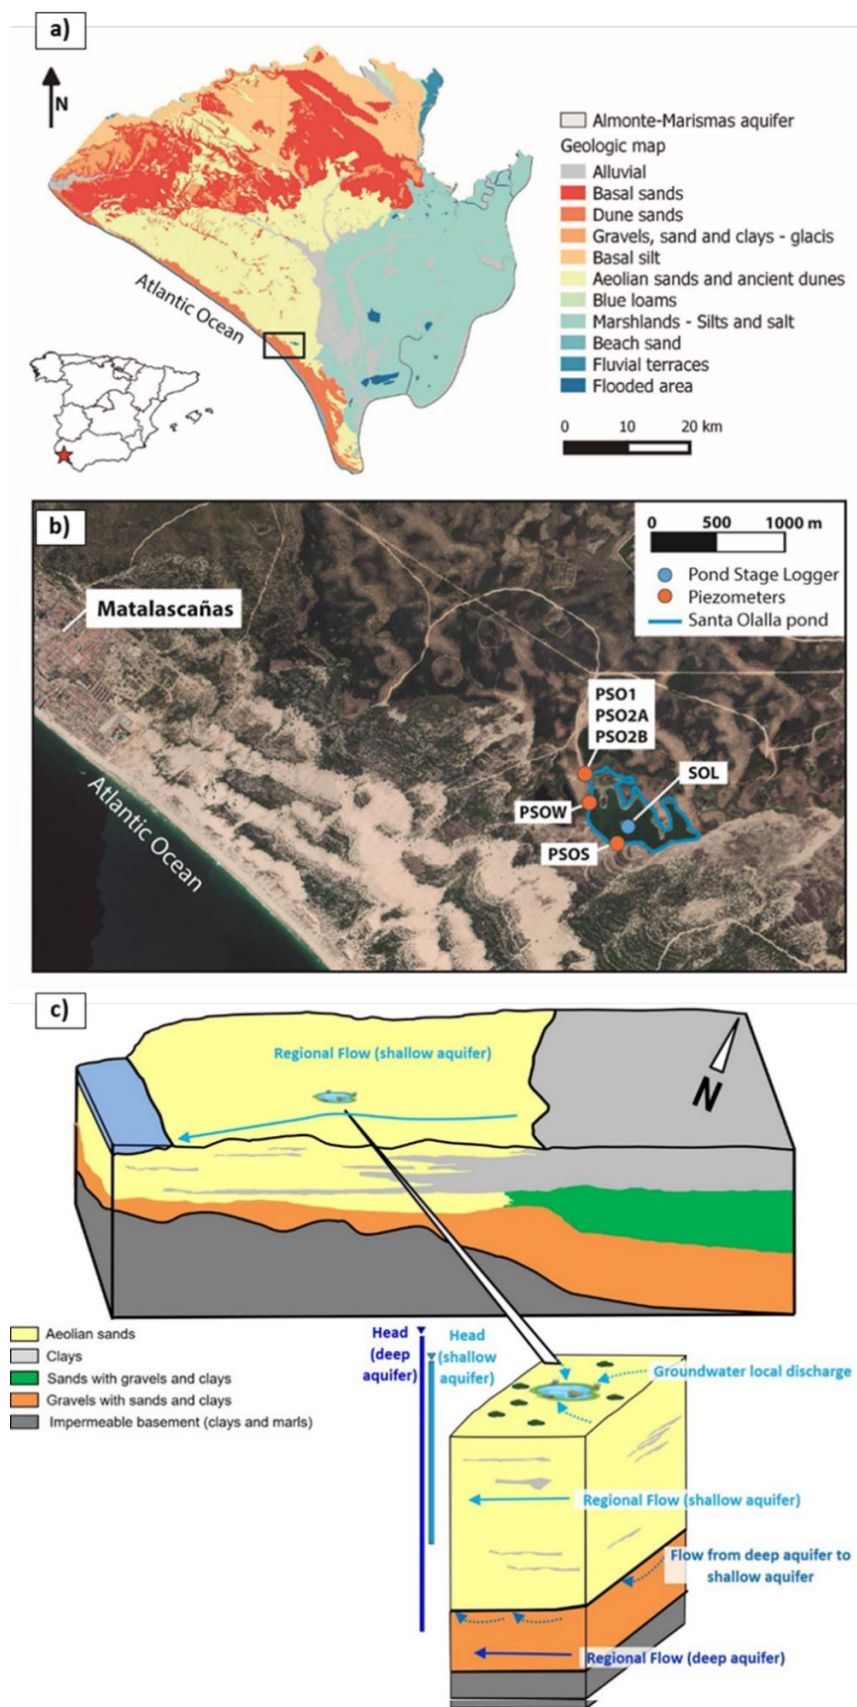 a)
N
Almonte-Marismas aquifer
Geologic map
Alluvial
Basal sands
Dune sands
Gravels, sand and clays - glacis
Basal silt
Aeolian sands and ancient dunes
Blue loams
Marshlands - Silts and salt
Beach sand
Fluvial terraces
Flooded area
Atlantic Ocean
0 10 20 km
b)
0 500 1000 m
Pond Stage Logger
Piezometers
Santa Olalla pond
Matalascañas
PSO1
PSO2A
PSO2B
SOL
PSOW
PSOS
Atlantic Ocean
c)
Regional Flow (shallow aquifer)
N
Aeolian sands
Clays
Sands with gravels and clays
Gravels with sands and clays
Impermeable basement (clays and marls)
Head
(deep
aquifer)
Head
(shallow
aquifer)
Groundwater local discharge
Regional Flow (shallow aquifer)
Flow from deep aquifer to
shallow aquifer
Regional Flow (deep aquifer)